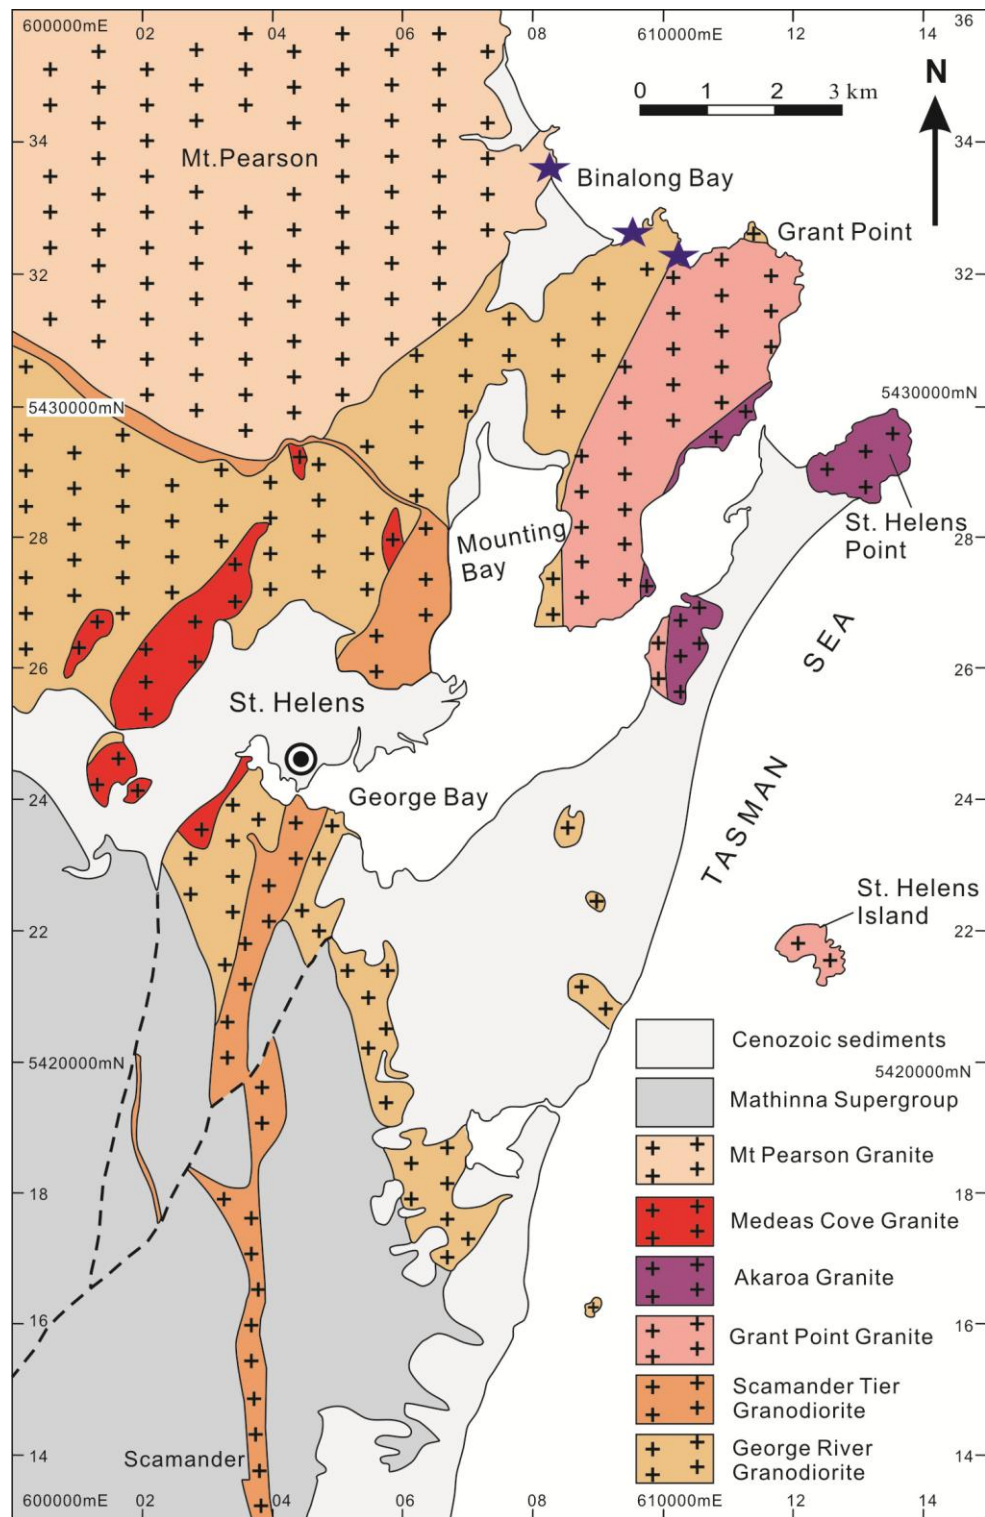 600000mE 02 04 06 08 610000mE 12 14 36
0 1 2 3 km
N
34
Mt.Pearson
Binalong Bay
34
Grant Point
32
32
5430000mN
5430000mN
St. Helens
Point
28
Mounting
Bay
28
26
26
St. Helens
SEA
24
George Bay
24
TASMAN
St. Helens
Island
22
22
Cenozoic sediments
5420000mN
5420000mN
Mathinna Supergroup
Mt Pearson Granite
18
18
Medeas Cove Granite
Akaroa Granite
16
16
Grant Point Granite
Scamander Tier
Granodiorite
George River
Granodiorite
14
Scamander
14
600000mE 02 04 06 08 610000mE 12 14